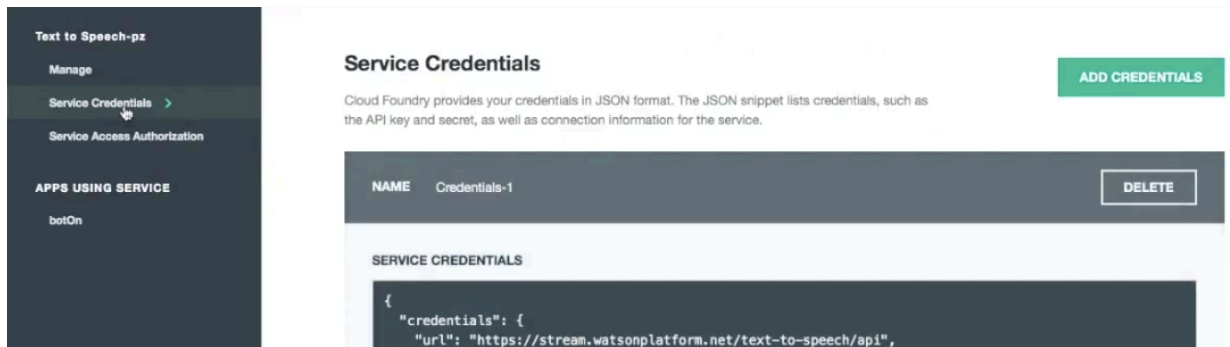 Text to Speech-pz
Manage
Service Credentials >
Service Access Authorization
APPS USING SERVICE
botOn
Service Credentials
ADD CREDENTIALS
Cloud Foundry provides your credentials in JSON format. The JSON snippet lists credentials, such as
the API key and secret, as well as connection information for the service.
NAME Credentials-1
DELETE
SERVICE CREDENTIALS
{
"credentials": {
"url": "https://stream.watsonplatform.net/text-to-speech/api",